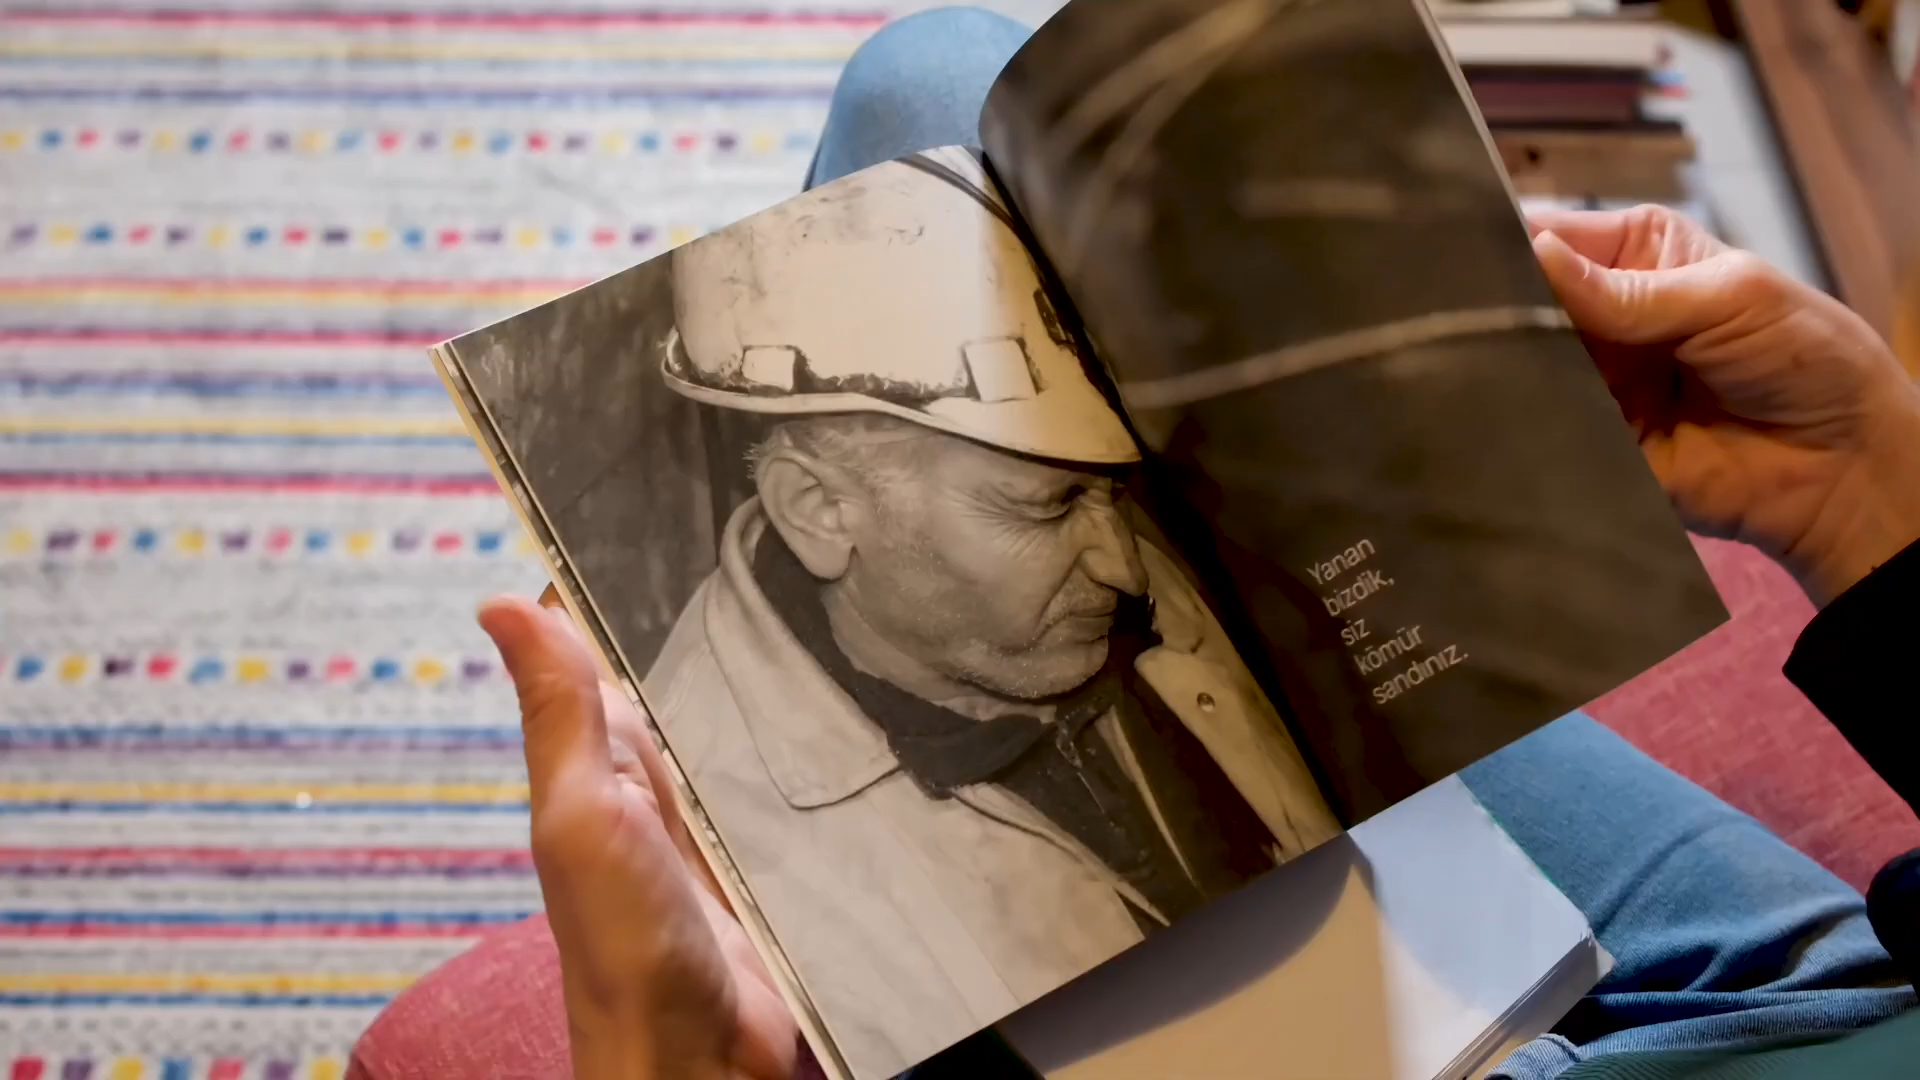 Yanan
bizdik,
siz
kömür
sandınız.